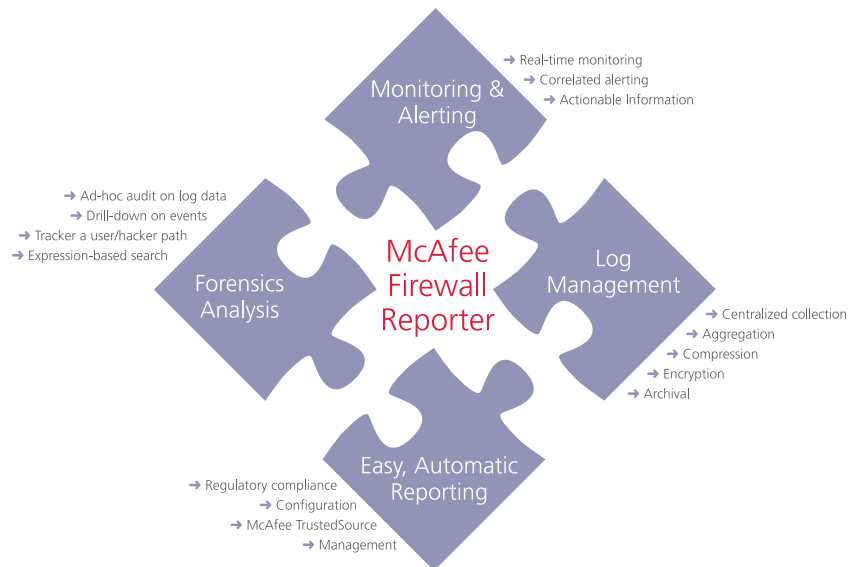 Monitoring &
Alerting
➔ Real-time monitoring
➔ Correlated alerting
➔ Actionable Information
➔ Ad-hoc audit on log data
➔ Drill-down on events
➔ Tracker a user/hacker path
➔ Expression-based search
Forensics
Analysis
McAfee
Firewall
Reporter
Log
Management
➔ Centralized collection
➔ Aggregation
➔ Compression
➔ Encryption
➔ Archival
Easy, Automatic
Reporting
➔ Regulatory compliance
➔ Configuration
➔ McAfee TrustedSource
➔ Management